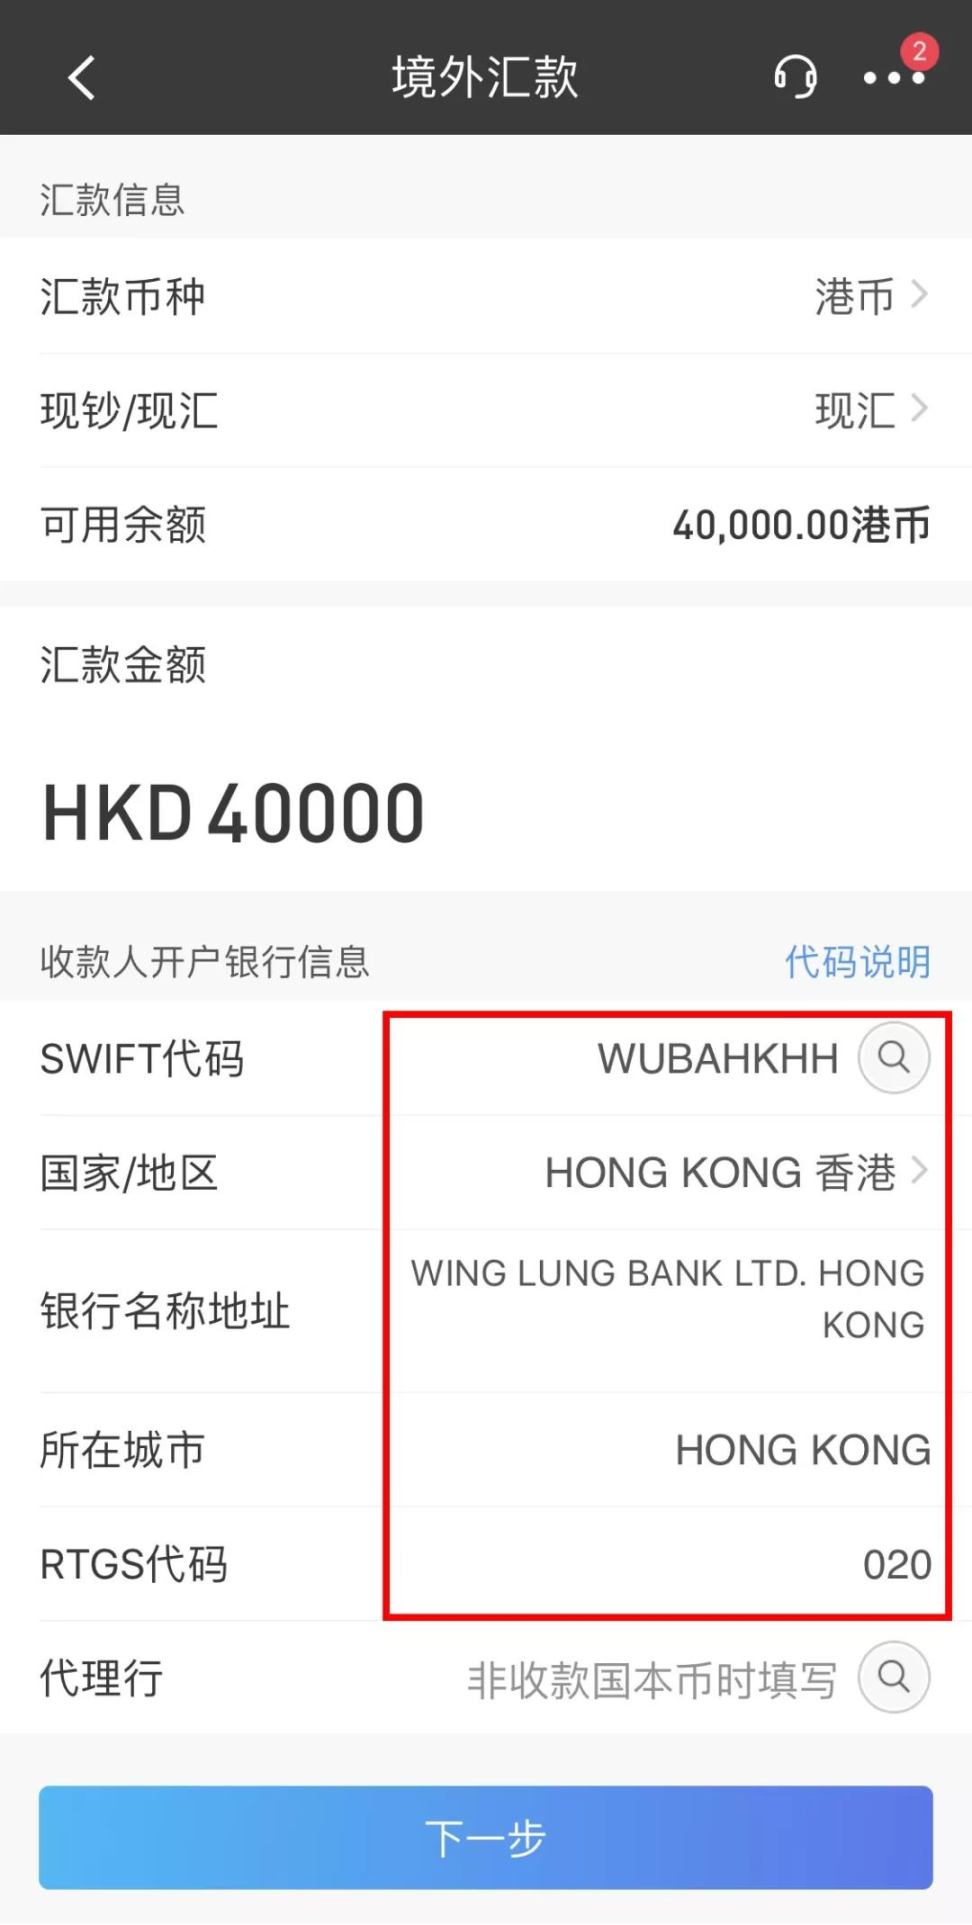 境外汇款
2
汇款信息
汇款币种 港币
现钞/现汇 现汇
可用余额 40,000.00港币
汇款金额
HKD 40000
收款人开户银行信息 代码说明
SWIFT代码 WUBAHKHH
国家/地区 HONG KONG 香港
银行名称地址 WING LUNG BANK LTD. HONG
KONG
所在城市 HONG KONG
RTGS代码 020
代理行 非收款国本币时填写
下一步